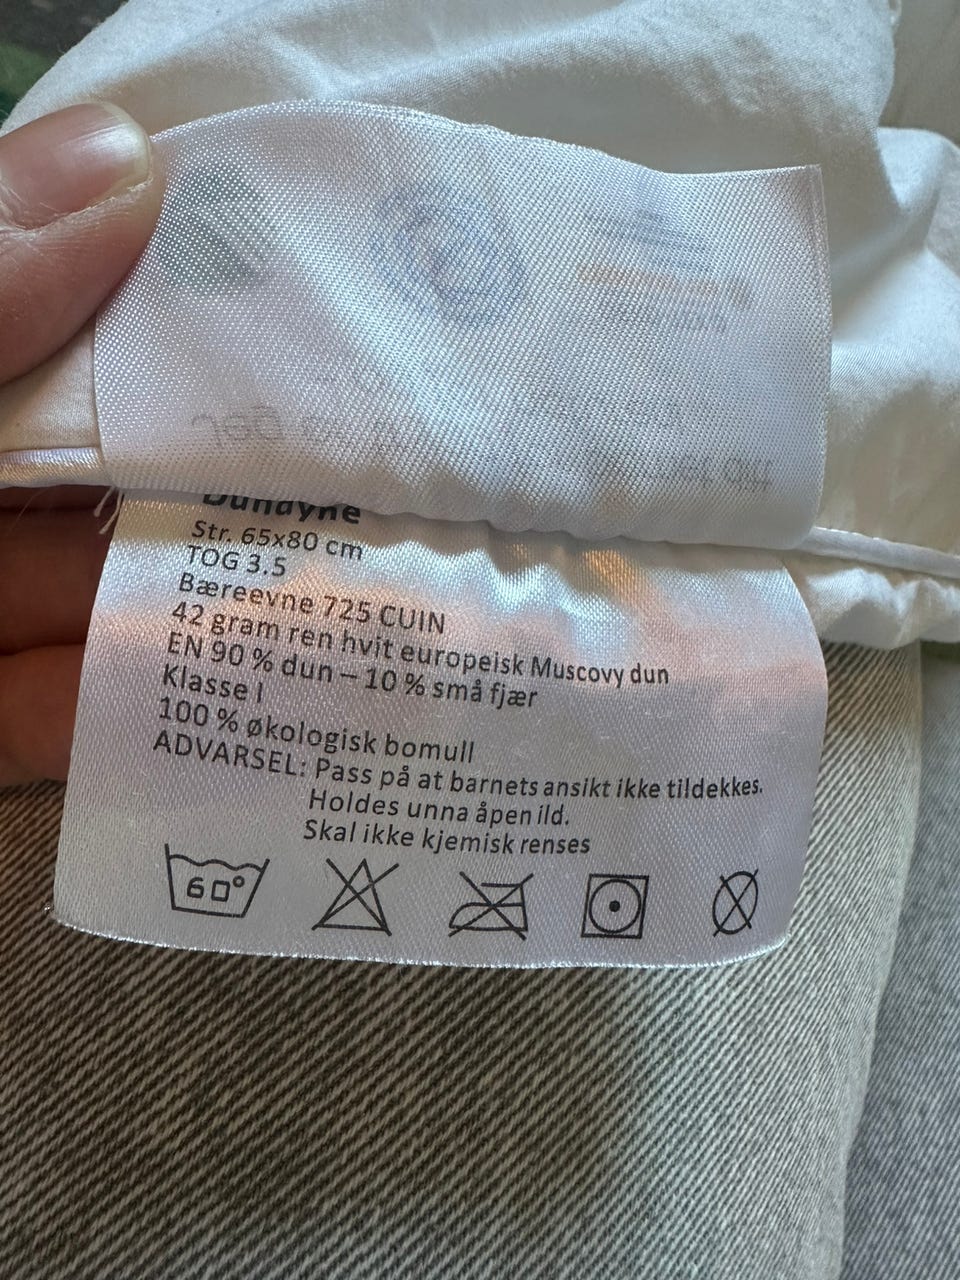 Dundyne
Str. 65x80 cm
TOG 3.5
Bæreevne 725 CUIN
42 gram ren hvit europeisk Muscovy dun
EN 90 % dun – 10 % små fjær
Klasse I
100 % økologisk bomull
ADVARSEL: Pass på at barnets ansikt ikke tildekkes.
Holdes unna åpen ild.
Skal ikke kjemisk renses
60°